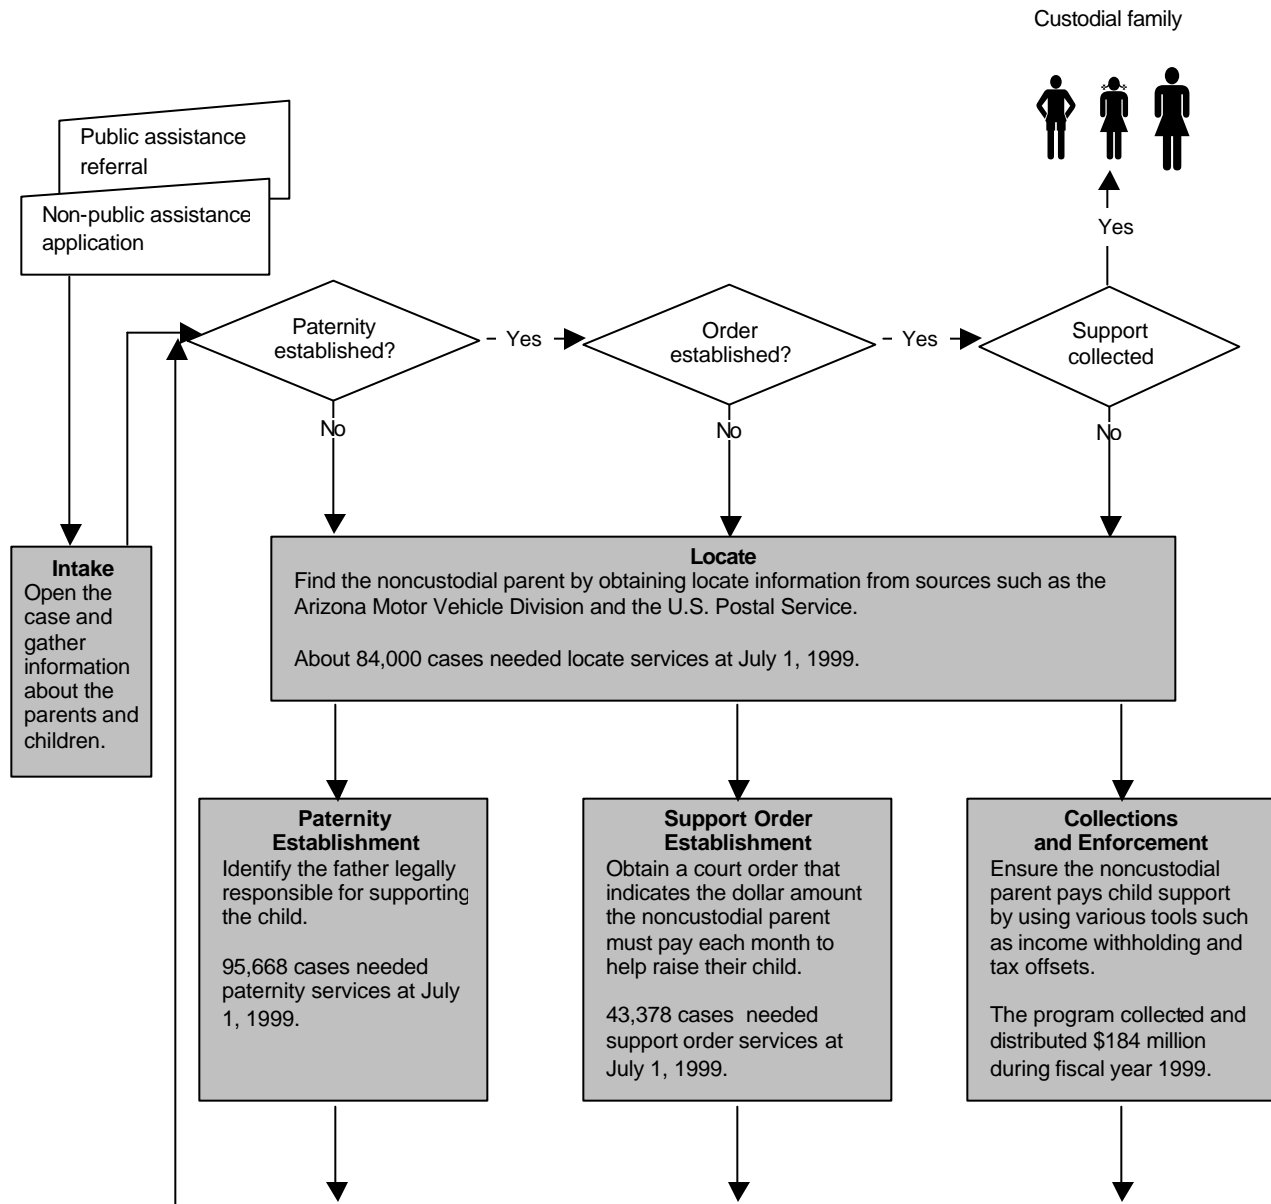 Custodial family
Public assistance
referral
Non-public assistance
application
Yes
Paternity
established?
Yes
Order
established?
Yes
Support
collected
No
No
No
Intake
Open the
case and
gather
information
about the
parents and
children.
Locate
Find the noncustodial parent by obtaining locate information from sources such as the
Arizona Motor Vehicle Division and the U.S. Postal Service.
About 84,000 cases needed locate services at July 1, 1999.
Paternity
Establishment
Identify the father legally
responsible for supporting
the child.
95,668 cases needed
paternity services at July
1, 1999.
Support Order
Establishment
Obtain a court order that
indicates the dollar amount
the noncustodial parent
must pay each month to
help raise their child.
43,378 cases needed
support order services at
July 1, 1999.
Collections
and Enforcement
Ensure the noncustodial
parent pays child support
by using various tools such
as income withholding and
tax offsets.
The program collected and
distributed $184 million
during fiscal year 1999.